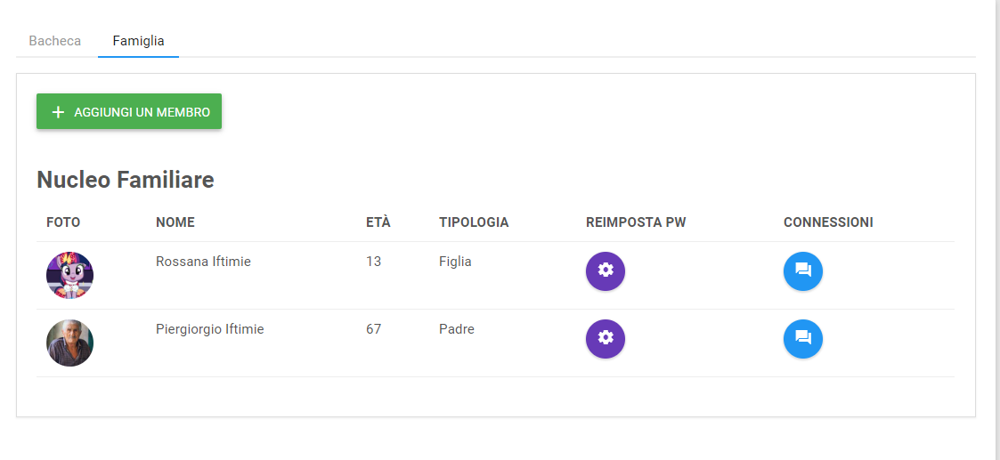 Bacheca Famiglia
AGGIUNGI UN MEMBRO
Nucleo Familiare
FOTO NOME ETÀ TIPOLOGIA REIMPOSTA PW CONNESSIONI
Rossana Iftimie 13 Figlia
Piergiorgio Iftimie 67 Padre